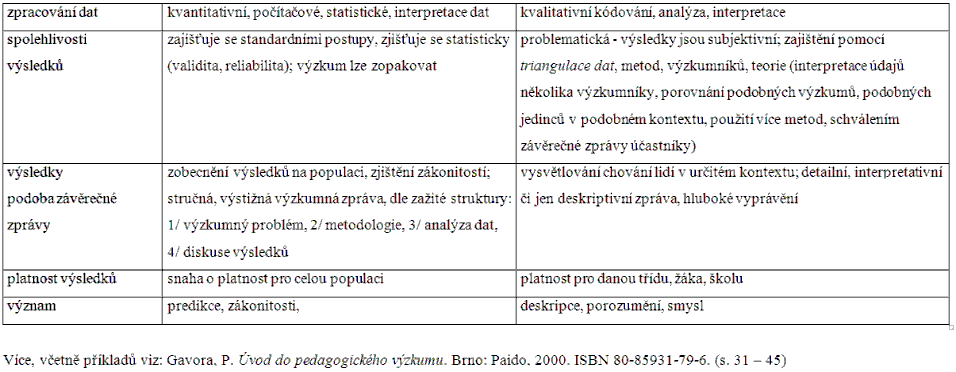 zpracování dat kvantitativní, počítačové, statistické, interpretace dat kvalitativní kódování, analýza, interpretace
spolehlivosti výsledků
zajišťuje se standardními postupy, zjišťuje se statisticky
(validita, reliabilita); výzkum lze zopakovat
problematická - výsledky jsou subjektivní; zajištění pomocí
triangulace dat, metod, výzkumníků, teorie (interpretace údajů
několika výzkumníky, porovnání podobných výzkumů, podobných
jedinců v podobném kontextu, použití více metod, schválením
závěrečné zprávy účastníky)
výsledky
podoba závěrečné
zprávy
zobecnění výsledků na populaci, zjištění zákonitostí;
stručná, výstižná výzkumná zpráva, dle zažité struktury:
1/ výzkumný problém, 2/ metodologie, 3/ analýza dat,
4/ diskuse výsledků
vysvětlování chování lidí v určitém kontextu; detailní, interpretativní
či jen deskriptivní zpráva, hluboké vyprávění
platnost výsledků snaha o platnost pro celou populaci platnost pro danou třídu, žáka, školu
význam predikce, zákonitosti, deskripce, porozumění, smysl
Více, včetně příkladů viz: Gavora, P. Úvod do pedagogického výzkumu. Brno: Paido, 2000. ISBN 80-85931-79-6. (s. 31 – 45)